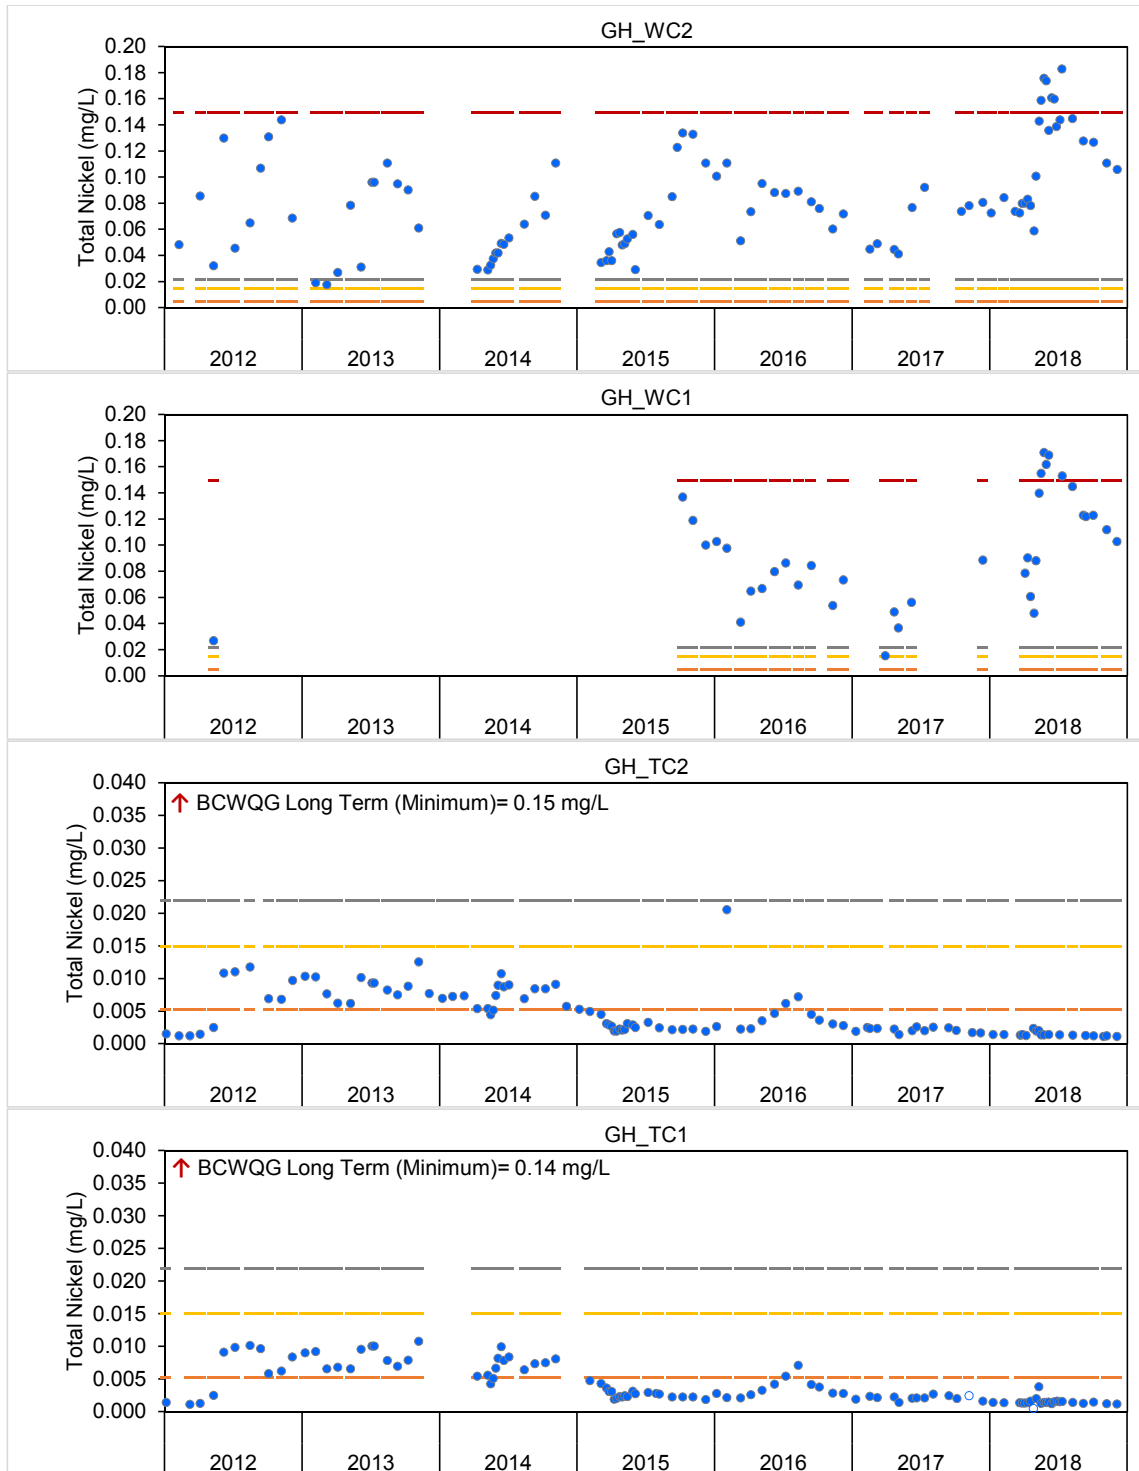 GH_WC2
Total Nickel (mg/L)
0.20
0.18
0.16
0.14
0.12
0.10
0.08
0.06
0.04
0.02
0.00
2012 2013 2014 2015 2016 2017 2018
GH_WC1
Total Nickel (mg/L)
0.20
0.18
0.16
0.14
0.12
0.10
0.08
0.06
0.04
0.02
0.00
2012 2013 2014 2015 2016 2017 2018
GH_TC2
Total Nickel (mg/L)
↑ BCWQG Long Term (Minimum)= 0.15 mg/L
0.040
0.035
0.030
0.025
0.020
0.015
0.010
0.005
0.000
2012 2013 2014 2015 2016 2017 2018
GH_TC1
Total Nickel (mg/L)
↑ BCWQG Long Term (Minimum)= 0.14 mg/L
0.040
0.035
0.030
0.025
0.020
0.015
0.010
0.005
0.000
2012 2013 2014 2015 2016 2017 2018